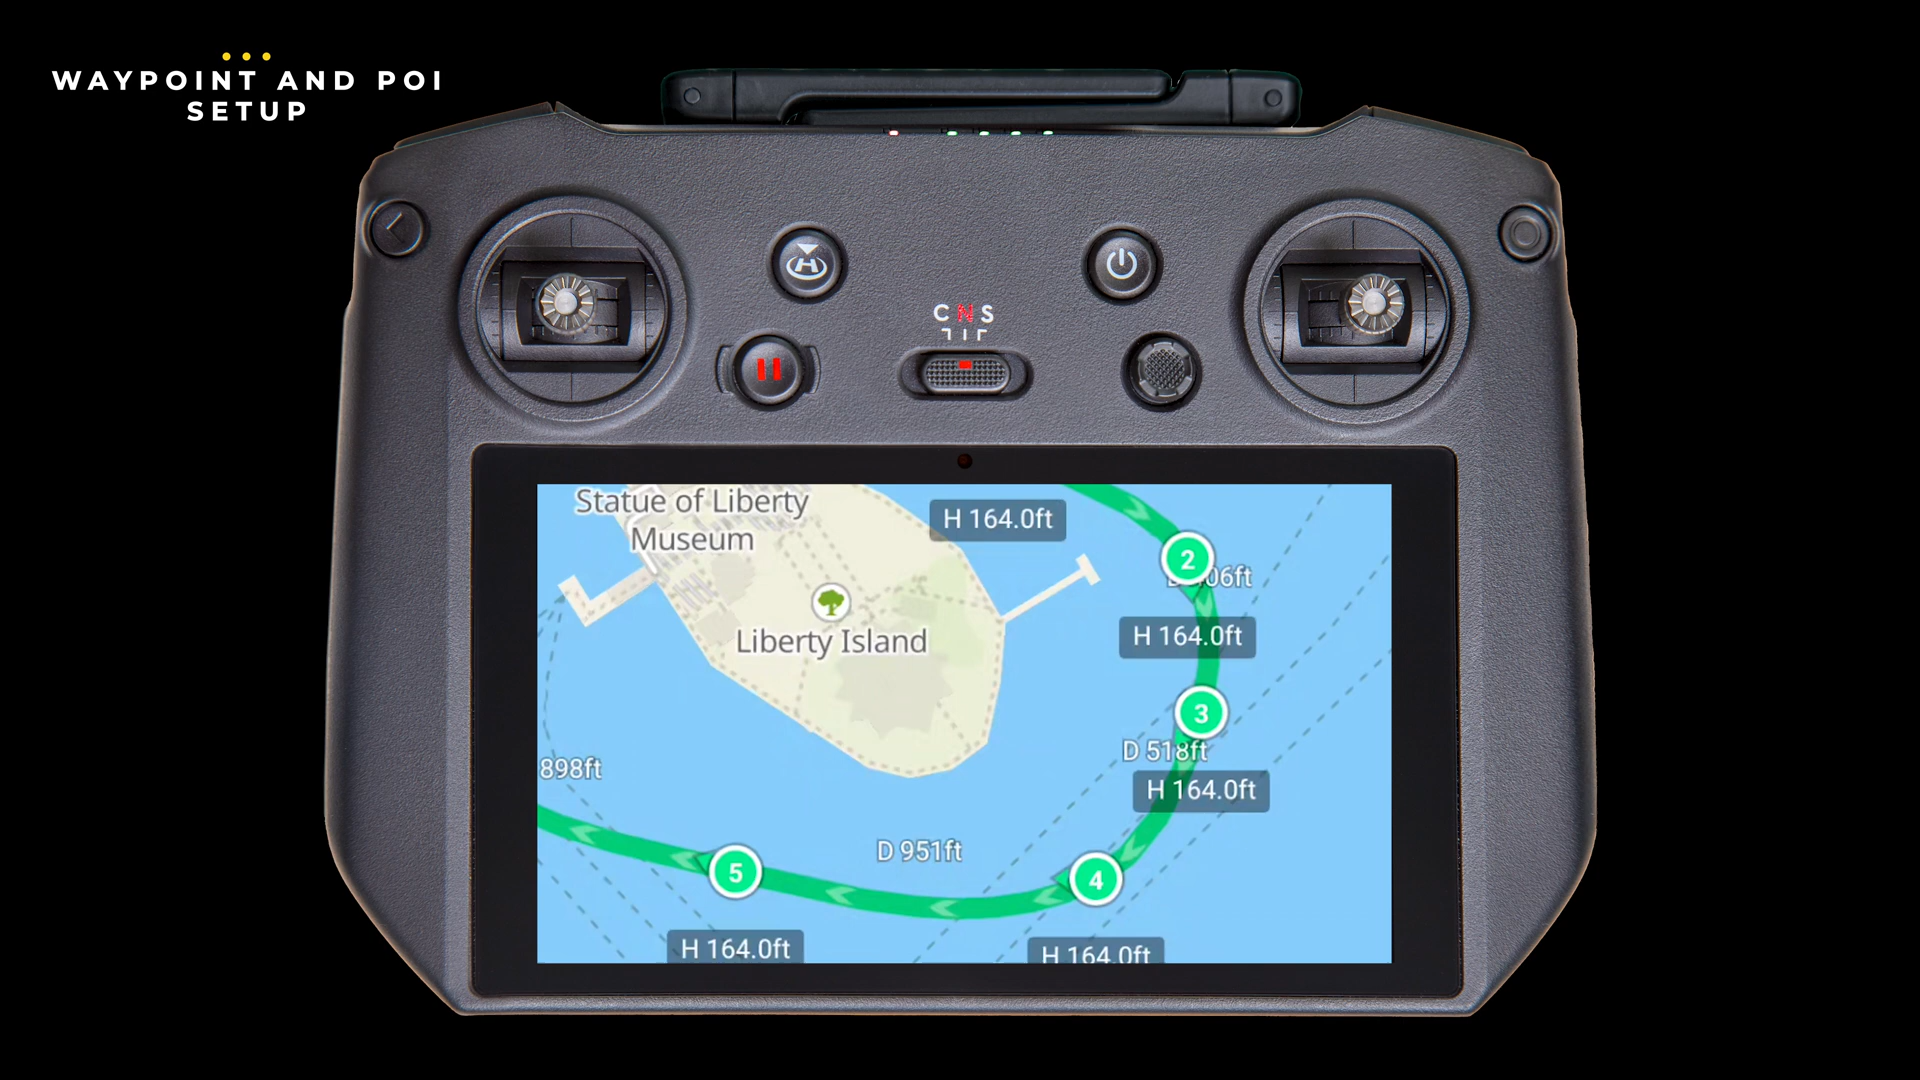 WAYPOINT AND POI
SETUP
C N S
Statue of Liberty
Museum
H 164.0ft
2
H 164.0ft
Liberty Island
3
D 518ft
H 164.0ft
898ft
D 951ft
5
4
H 164.0ft
H 164.0ft